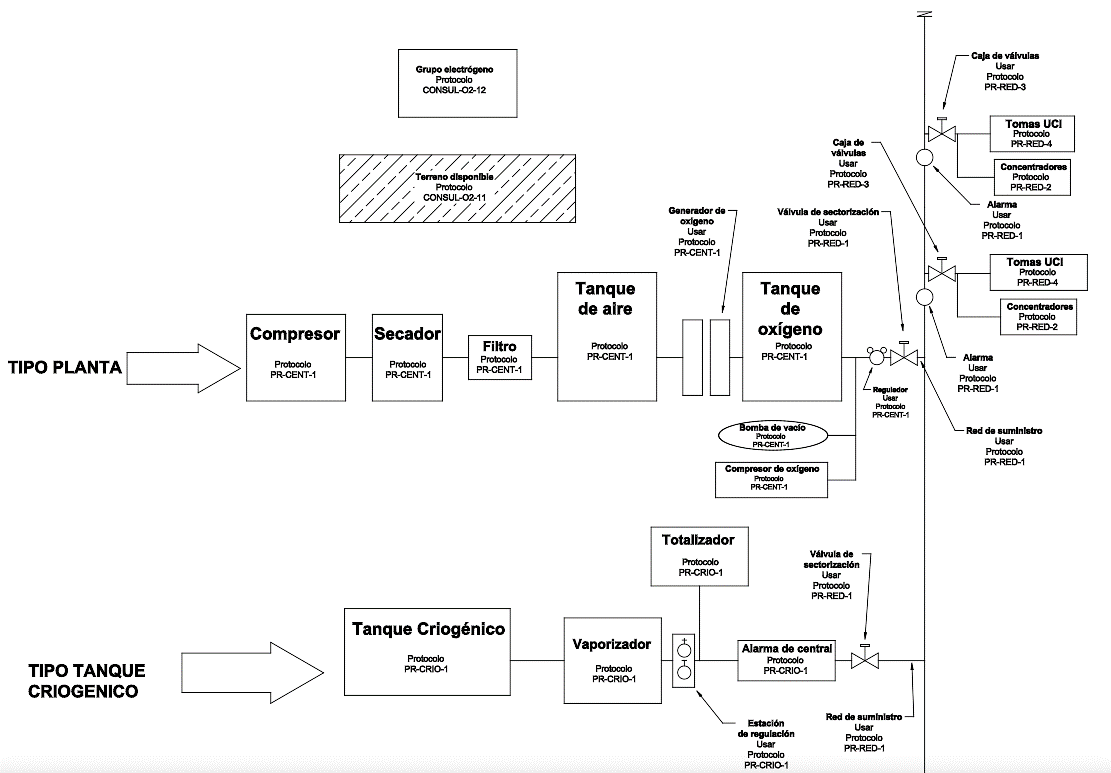 Grupo electrógeno
Protocolo
CONSUL-O2-12
Terreno disponible
Protocolo
CONSUL-O2-11
Caja de válvulas
Usar
Protocolo
PR-RED-3
Tomas UCI
Protocolo
PR-RED-4
Concentradores
Protocolo
PR-RED-2
Caja de
válvulas
Usar
Protocolo
PR-RED-3
Alarma
Usar
Protocolo
PR-RED-1
Generador de
oxígeno
Usar
Protocolo
PR-CENT-1
Válvula de sectorización
Usar
Protocolo
PR-RED-1
Tomas UCI
Protocolo
PR-RED-4
Concentradores
Protocolo
PR-RED-2
Alarma
Usar
Protocolo
PR-RED-1
TIPO PLANTA
Compresor
Protocolo
PR-CENT-1
Secador
Protocolo
PR-CENT-1
Filtro
Protocolo
PR-CENT-1
Tanque
de aire
Protocolo
PR-CENT-1
Tanque
de
oxígeno
Protocolo
PR-CENT-1
Regulador
Usar
Protocolo
PR-CENT-1
Red de suministro
Usar
Protocolo
PR-RED-1
Bomba de vacío
Protocolo
PR-CENT-1
Compresor de oxígeno
Protocolo
PR-CENT-1
Totalizador
Protocolo
PR-CRIO-1
Válvula de
sectorización
Usar
Protocolo
PR-RED-1
TIPO TANQUE
CRIOGENICO
Tanque Criogénico
Protocolo
PR-CRIO-1
Vaporizador
Protocolo
PR-CRIO-1
Alarma de central
Protocolo
PR-CRIO-1
Estación
de regulación
Usar
Protocolo
PR-CRIO-1
Red de suministro
Usar
Protocolo
PR-RED-1